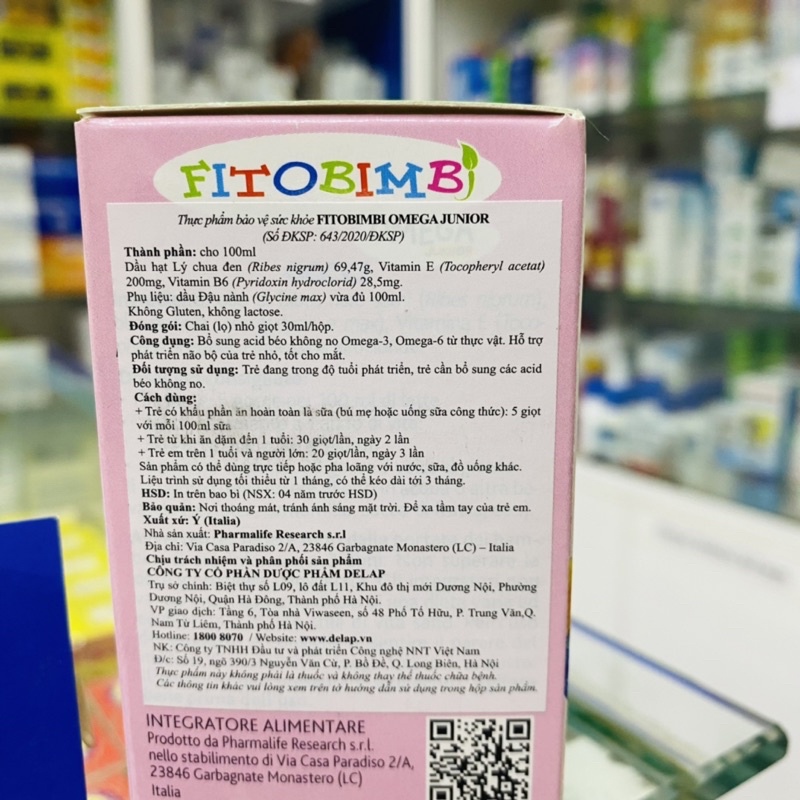 FITOBIMBi
Thực phẩm bảo vệ sức khỏe FITOBIMBI OMEGA JUNIOR
(Số ĐKSP: 643/2020/ĐKSP)
Thành phần: cho 100ml
Dầu hạt Lý chua đen (Ribes nigrum) 69,47g, Vitamin E (Tocopheryl acetat)
200mg, Vitamin B6 (Pyridoxin hydroclorid) 28,5mg.
Phụ liệu: dầu Đậu nành (Glycine max) vừa đủ 100ml.
Không Gluten, không lactose.
Đóng gói: Chai (lọ) nhỏ giọt 30ml/hộp.
Công dụng: Bổ sung acid béo không no Omega-3, Omega-6 từ thực vật. Hỗ trợ
phát triển não bộ của trẻ nhỏ, tốt cho mắt.
Đối tượng sử dụng: Trẻ đang trong độ tuổi phát triển, trẻ cần bổ sung các acid
béo không no.
Cách dùng:
+ Trẻ có khẩu phần ăn hoàn toàn là sữa (bú mẹ hoặc uống sữa công thức): 5 giọt
với mỗi 100ml sữa
+ Trẻ từ khi ăn dặm đến 1 tuổi: 30 giọt/lần, ngày 2 lần
+ Trẻ em trên 1 tuổi và người lớn: 20 giọt/lần, ngày 3 lần
Sản phẩm có thể dùng trực tiếp hoặc pha loãng với nước, sữa, đồ uống khác.
Liệu trình sử dụng tối thiểu từ 1 tháng, có thể kéo dài tới 3 tháng.
HSD: In trên bao bì (NSX: 04 năm trước HSD)
Bảo quản: Nơi thoáng mát, tránh ánh sáng mặt trời. Để xa tầm tay của trẻ em.
Xuất xứ: Ý (Italia)
Nhà sản xuất: Pharmalife Research s.r.l
Địa chỉ: Via Casa Paradiso 2/A, 23846 Garbagnate Monastero (LC) – Italia
Chịu trách nhiệm và phân phối sản phẩm
CÔNG TY CỔ PHẦN DƯỢC PHẨM DELAP
Trụ sở chính: Biệt thự số L09, lô đất L11, Khu đô thị mới Dương Nội, Phường
Dương Nội, Quận Hà Đông, Thành phố Hà Nội.
VP giao dịch: Tầng 6, Tòa nhà Viwaseen, số 48 Phố Tố Hữu, P. Trung Văn,Q.
Nam Từ Liêm, Thành phố Hà Nội.
Hotline: 1800 8070 / Website: www.delap.vn
NK: Công ty TNHH Đầu tư và phát triển Công nghệ NNT Việt Nam
Đ/c: Số 19, ngõ 390/3 Nguyễn Văn Cừ, P. Bồ Đề, Q. Long Biên, Hà Nội
Thực phẩm này không phải là thuốc và không thay thế thuốc chữa bệnh.
Các thông tin khác vui lòng xem trên tờ hướng dẫn sử dụng trong hộp sản phẩm.
INTEGRATORE ALIMENTARE
Prodotto da Pharmalife Research s.r.l.
nello stabilimento di Via Casa Paradiso 2/A,
23846 Garbagnate Monastero (LC)
Italia